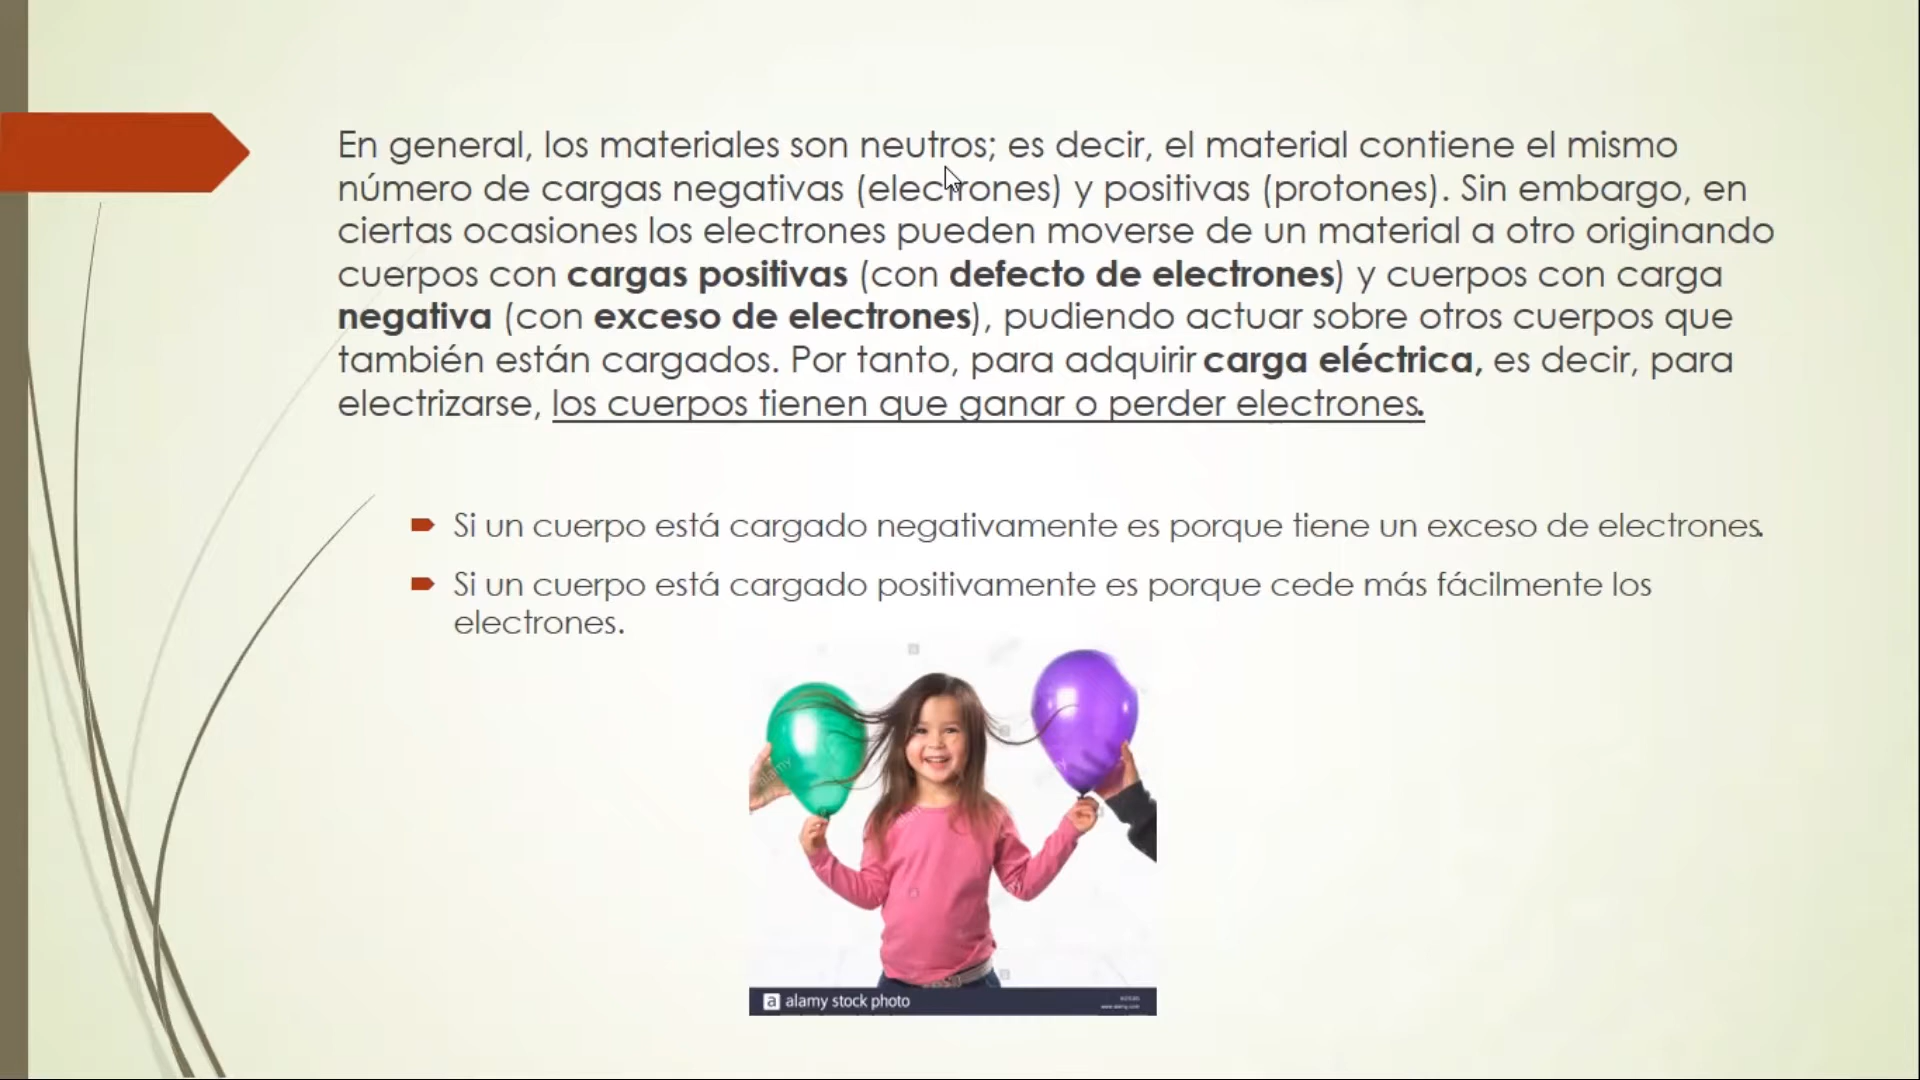 En general, los materiales son neutros; es decir, el material contiene el mismo
número de cargas negativas (electrones) y positivas (protones). Sin embargo, en
ciertas ocasiones los electrones pueden moverse de un material a otro originando
cuerpos con cargas positivas (con defecto de electrones) y cuerpos con carga
negativa (con exceso de electrones), pudiendo actuar sobre otros cuerpos que
también están cargados. Por tanto, para adquirir carga eléctrica, es decir, para
electrizarse, los cuerpos tienen que ganar o perder electrones.
Si un cuerpo está cargado negativamente es porque tiene un exceso de electrones.
Si un cuerpo está cargado positivamente es porque cede más fácilmente los
electrones.
alamy
a alamy stock photo